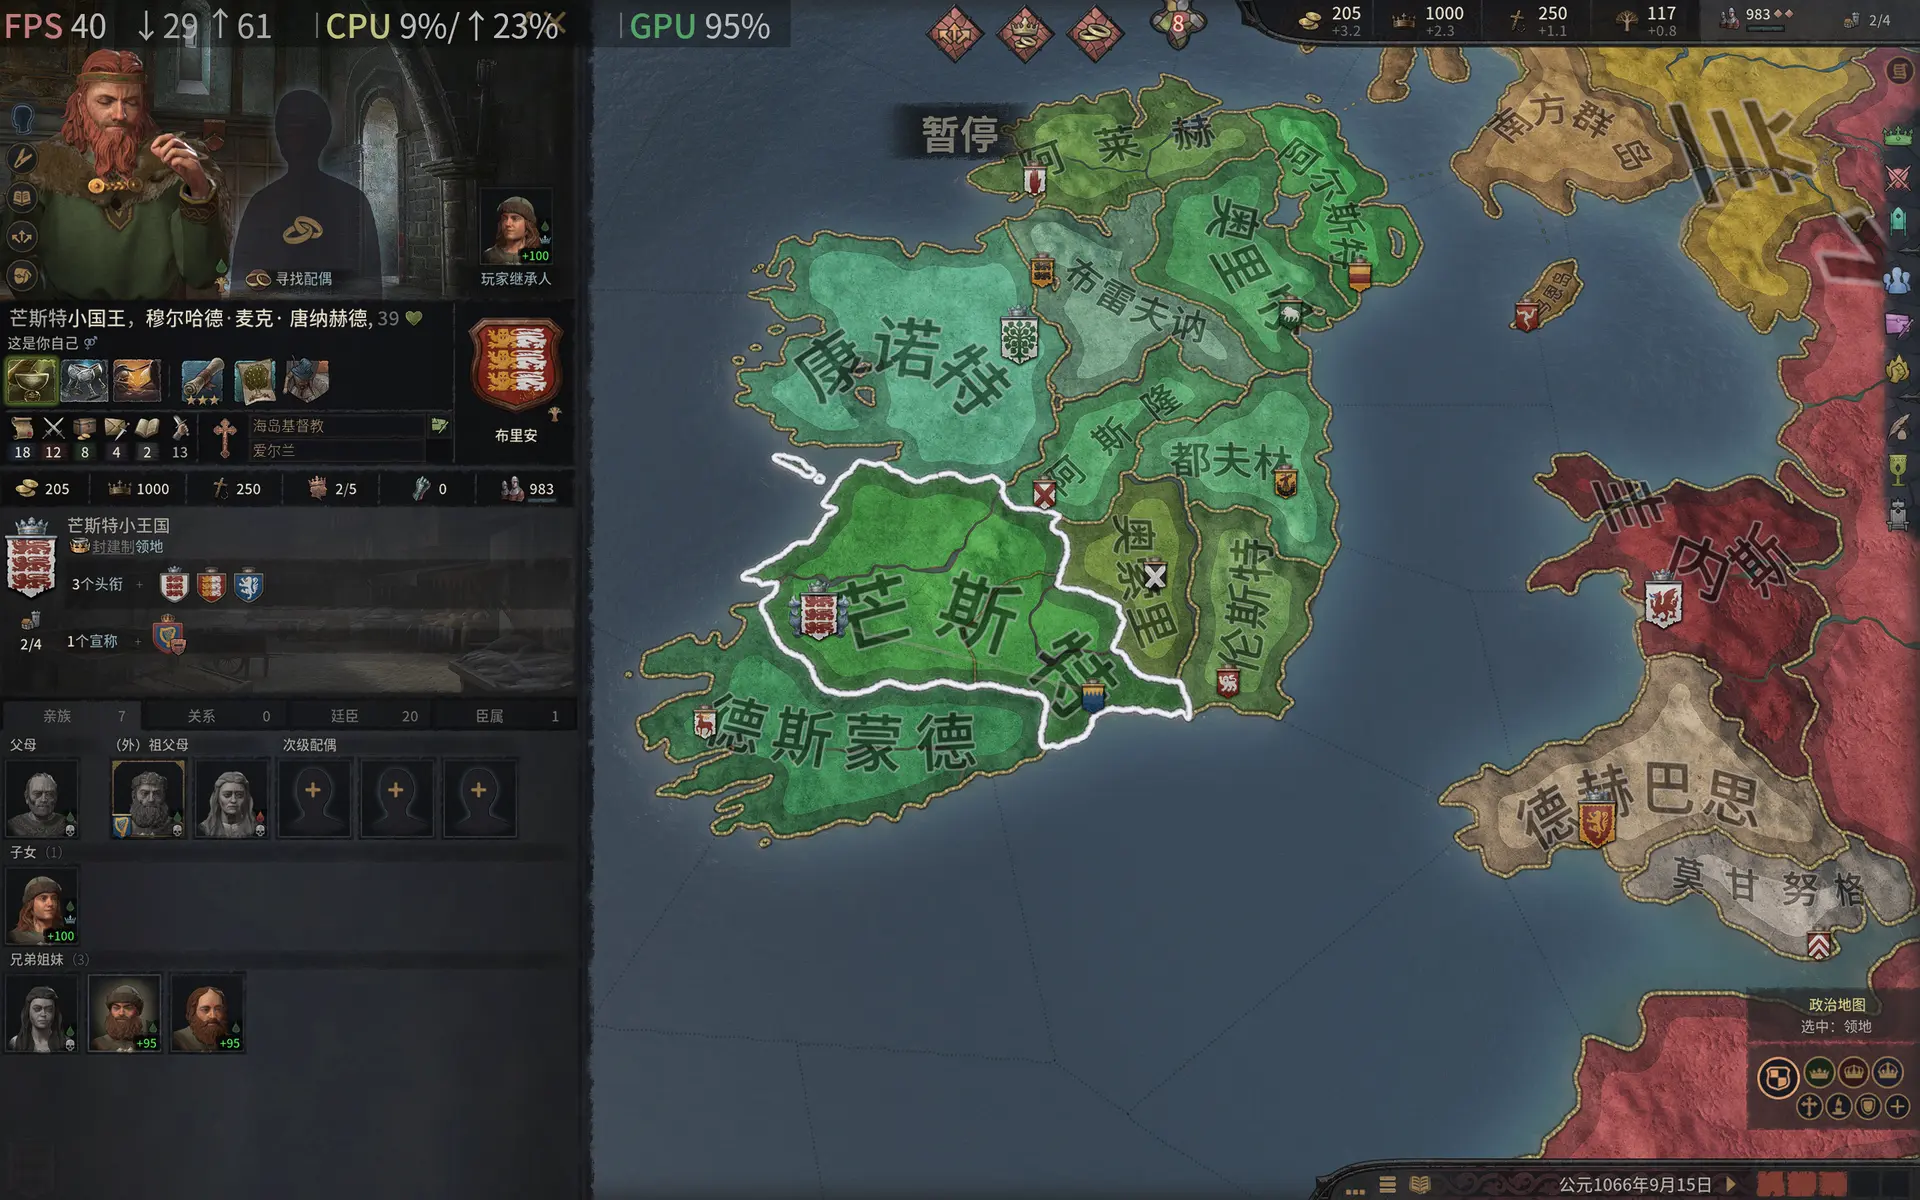 FPS 40 ↓29 ↑61 | CPU 9%/↑23% | GPU 95%
8
205
+3.2
1000
+2.3
250
+1.1
117
+0.8
983
2/4
寻找配偶
+100
玩家继承人
芒斯特小国王，穆尔哈德·麦克·唐纳赫德, 39
这是你自己
海岛基督教
爱尔兰
布里安
18 12 8 4 2 13
205 1000 250 2/5 0 983
芒斯特小王国
封建制领地
3个头衔 +
2/4
1个宣称 +
亲族 7 关系 0 廷臣 20 臣属 1
父母 （外）祖父母 次级配偶
子女 (1)
+100
兄弟姐妹 (3)
+95 +95
暂停
阿莱赫
阿尔斯特
奥里尔
布雷夫讷
康诺特
阿斯隆
都夫林
奥索里
伦斯特
芒斯特
德斯蒙德
南方群岛
德赫巴思
莫甘努格
政治地图
选中：领地
公元1066年9月15日